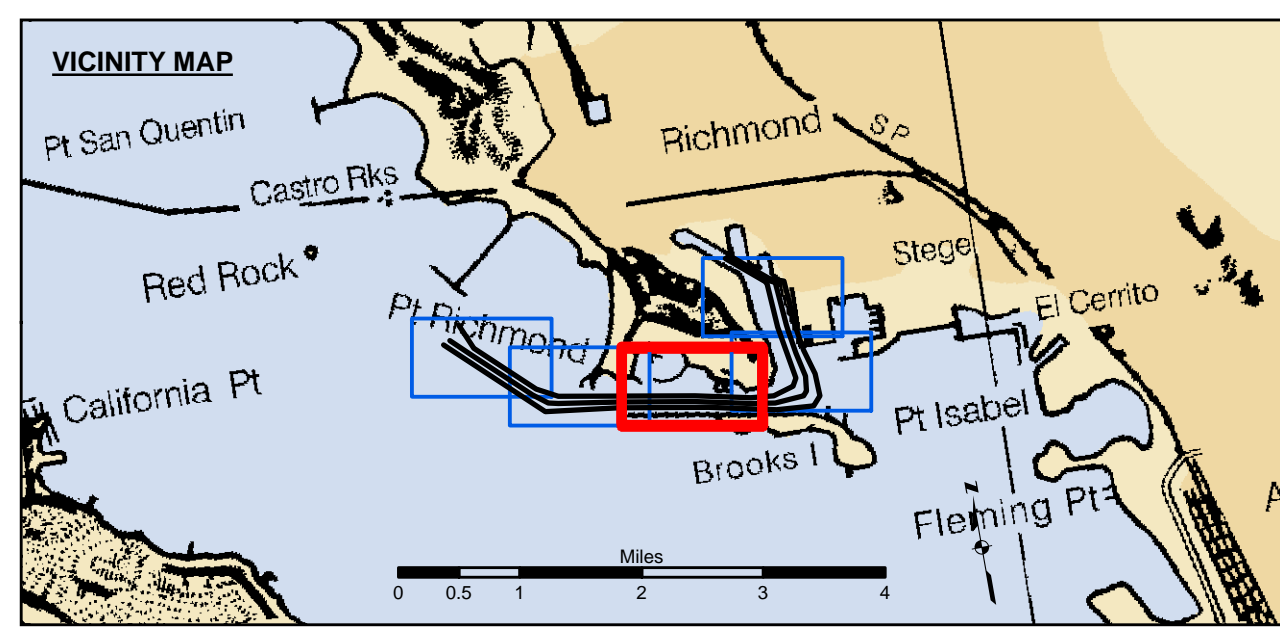 VICINITY MAP
Pt San Quentin
Richmond
S P
Castro Rks
Stege
Red Rock
El Cerrito
Pt Richmond
California Pt
Pt Isabel
Brooks I
Fleming Pt
A
N
Miles
0 0.5 1 2 3 4